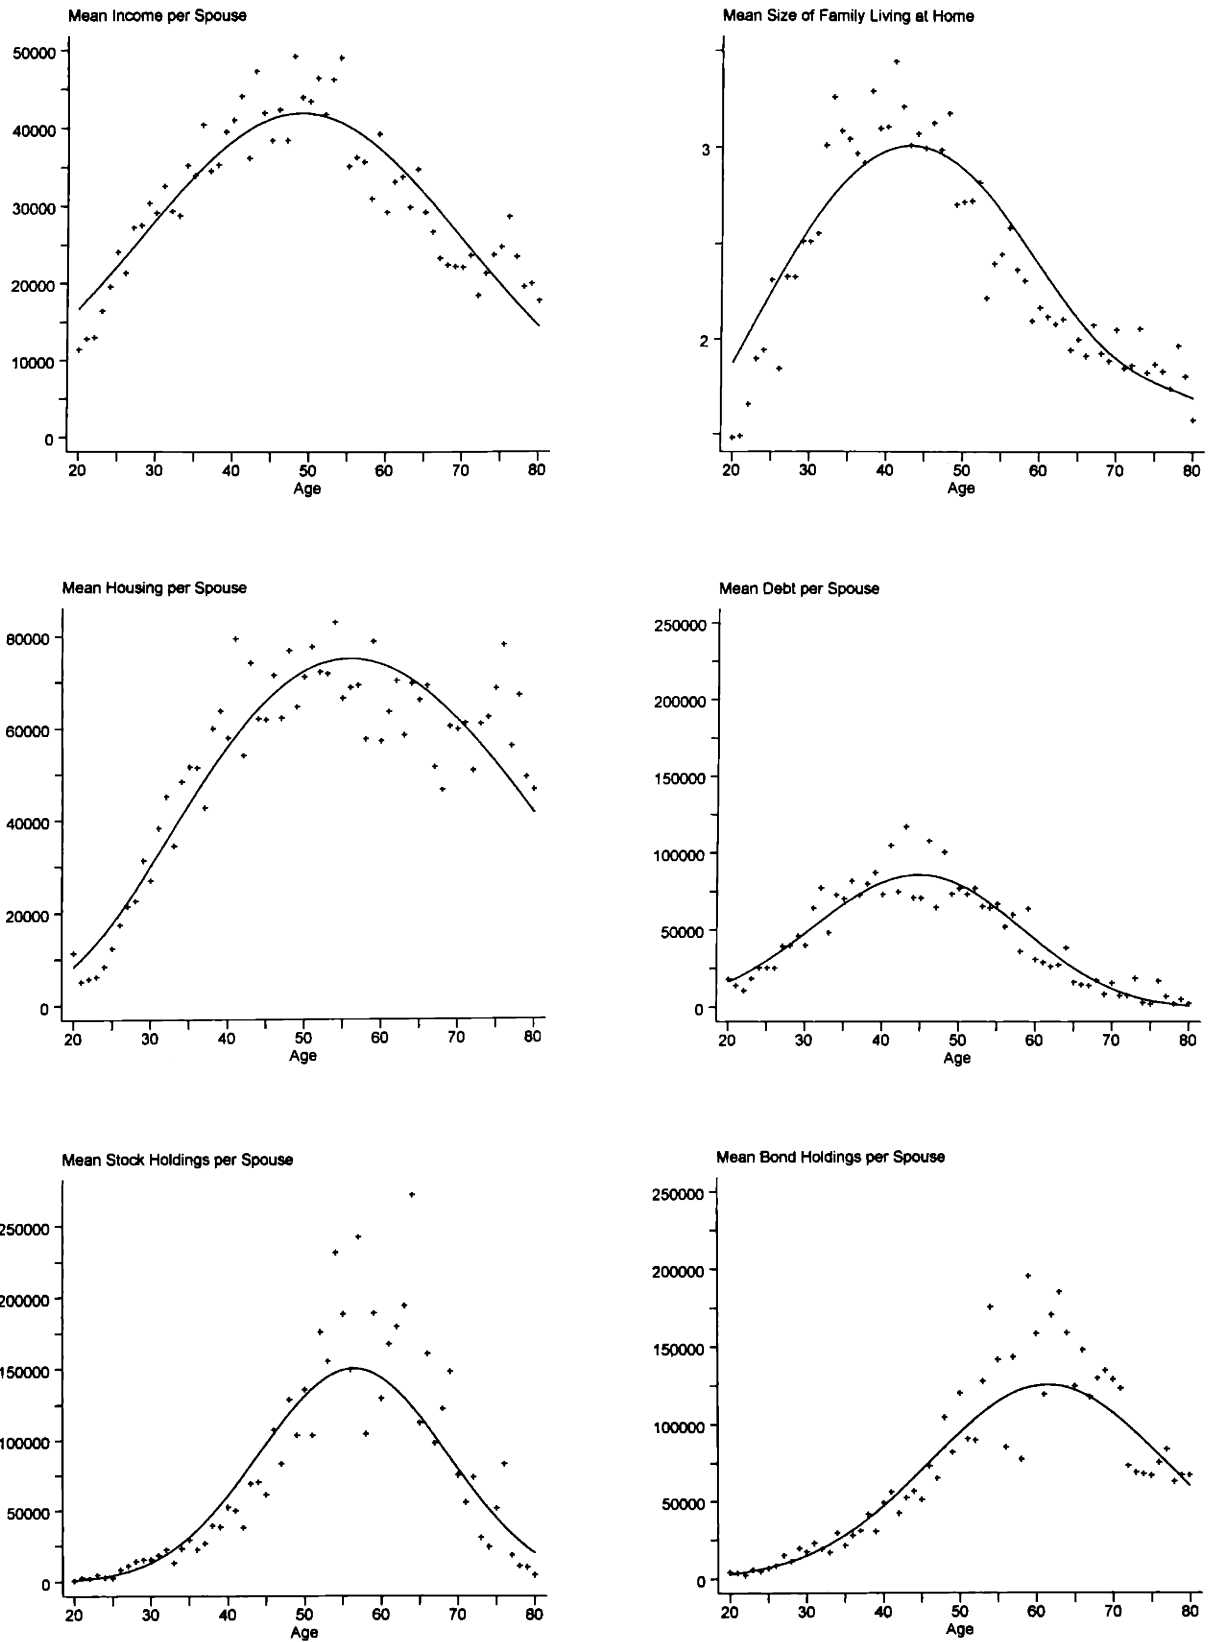 Mean Income per Spouse
50000
40000
30000
20000
10000
0
20 30 40 50 60 70 80
Age
Mean Size of Family Living at Home
3
2
20 30 40 50 60 70 80
Age
Mean Housing per Spouse
80000
60000
40000
20000
0
20 30 40 50 60 70 80
Age
Mean Debt per Spouse
250000
200000
150000
100000
50000
0
20 30 40 50 60 70 80
Age
Mean Stock Holdings per Spouse
250000
200000
150000
100000
50000
0
20 30 40 50 60 70 80
Age
Mean Bond Holdings per Spouse
250000
200000
150000
100000
50000
0
20 30 40 50 60 70 80
Age